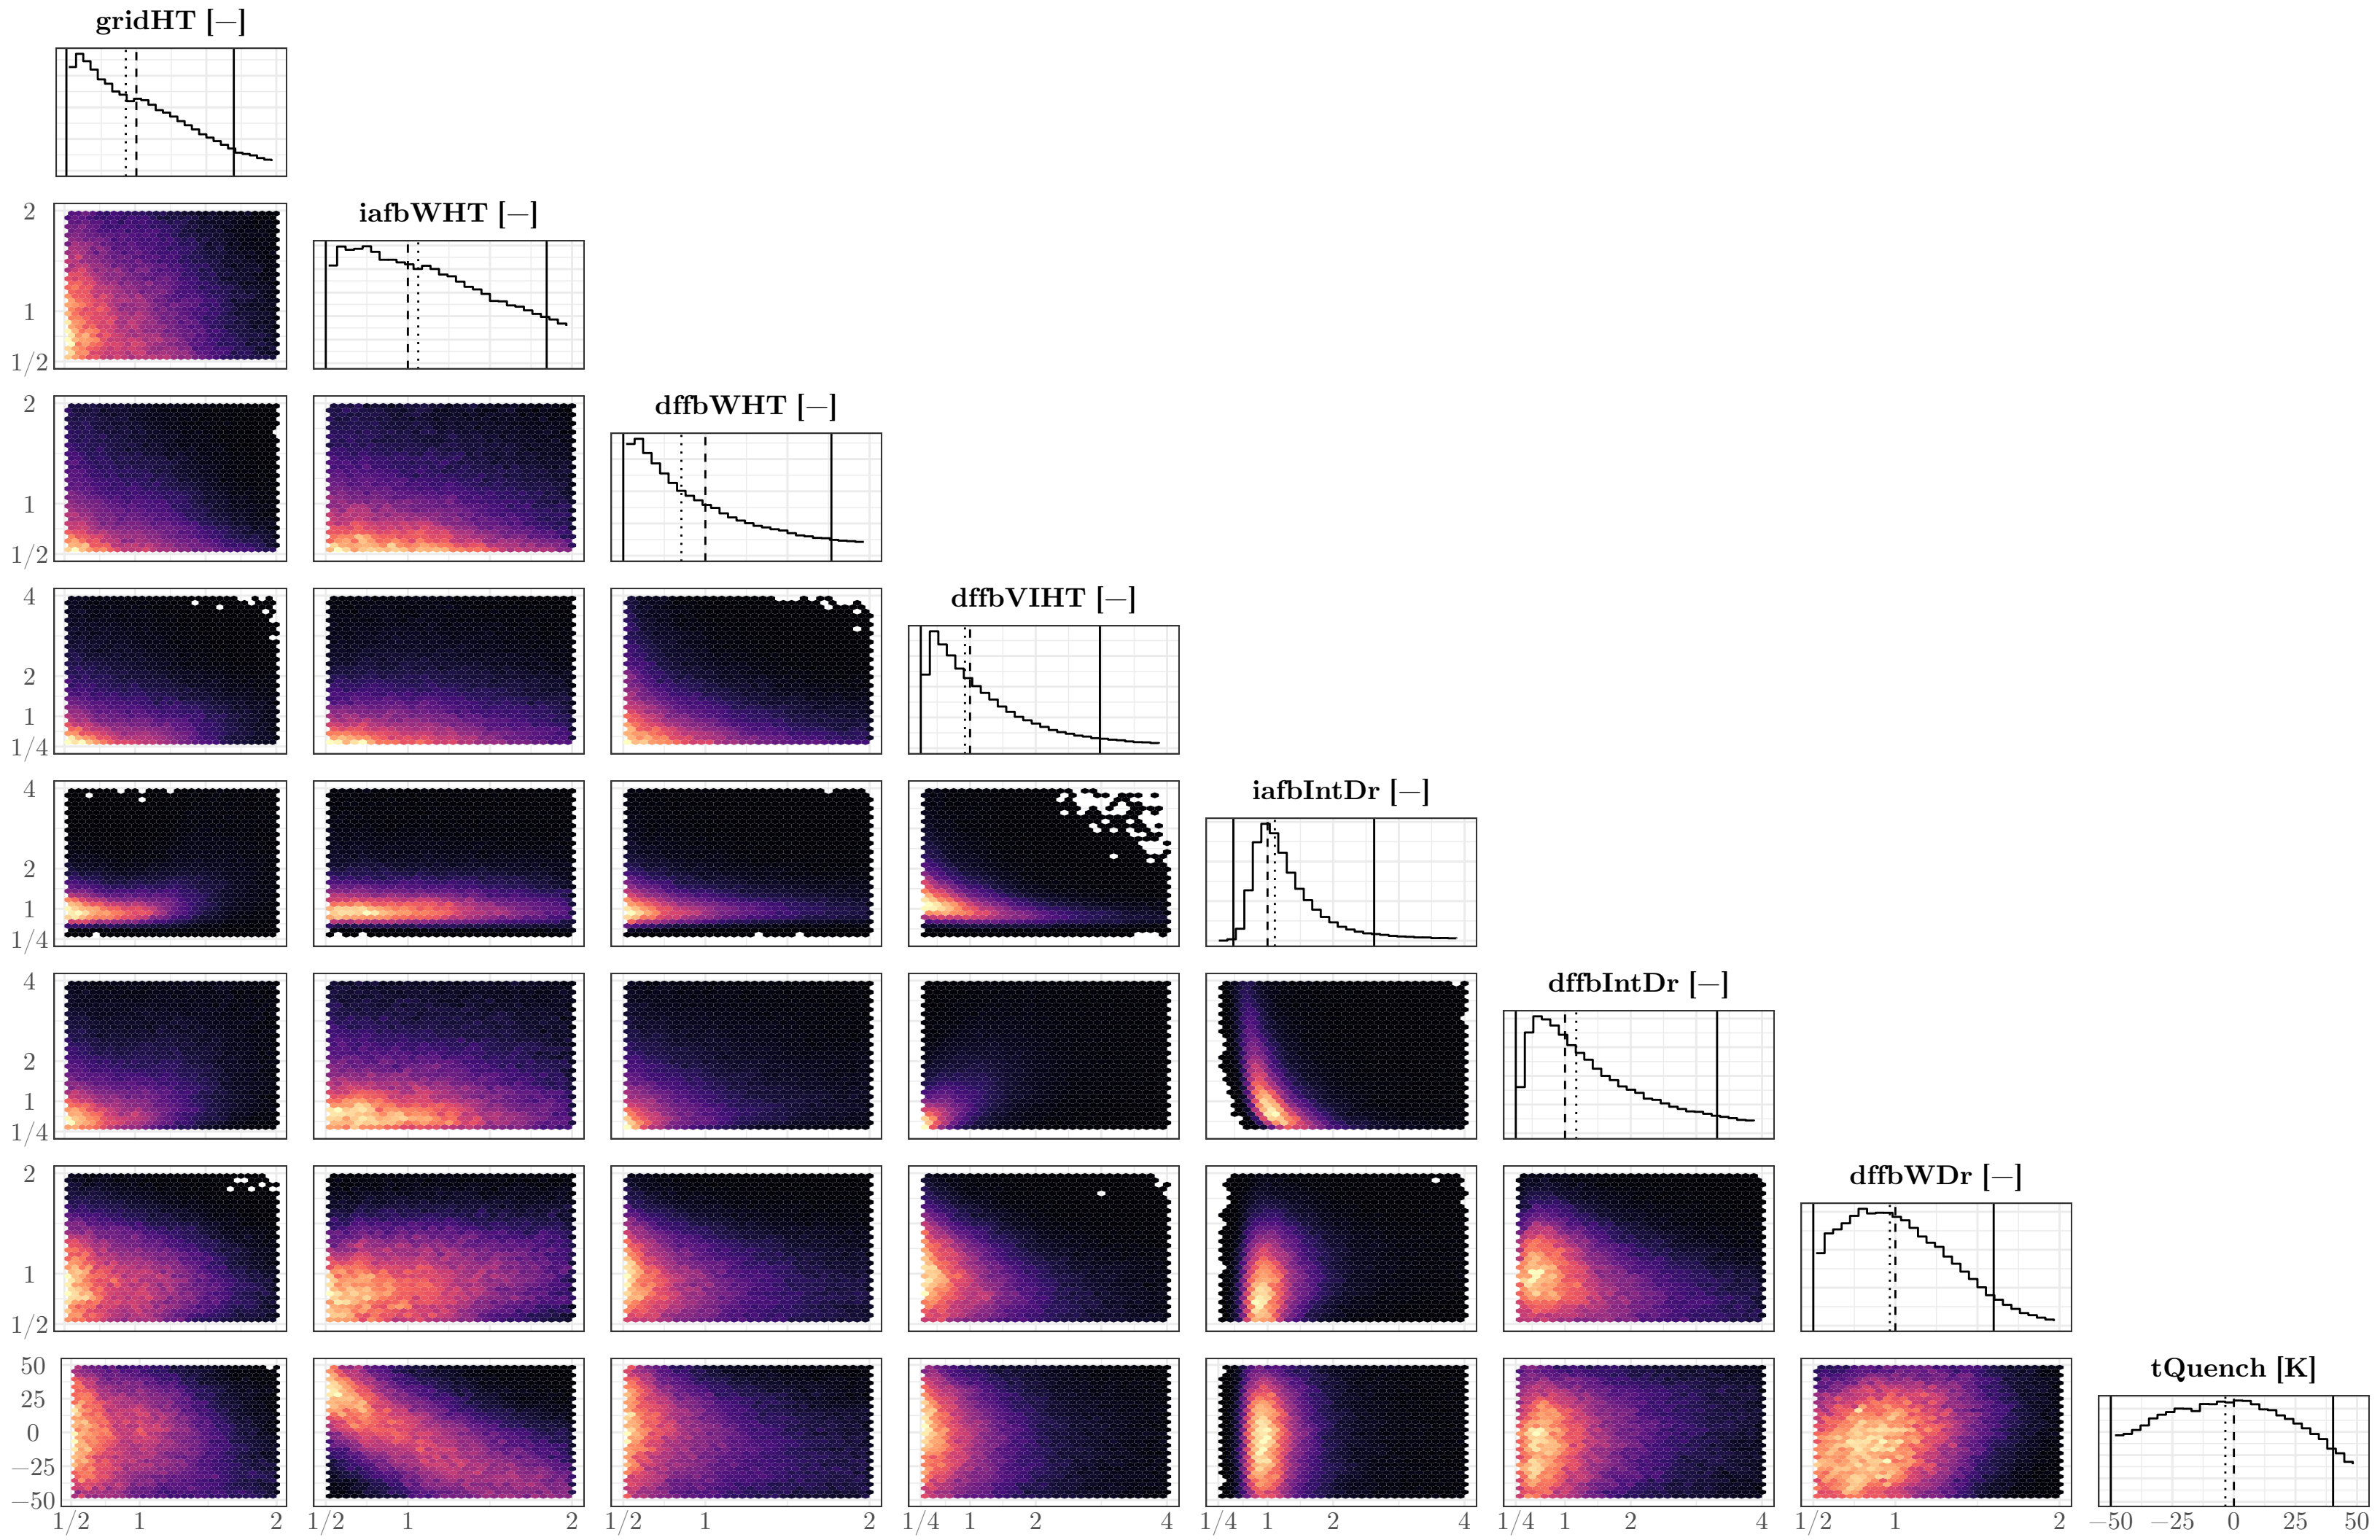 gridHT [—]
2
1
1/2
iafbWHT [—]
2
1
1/2
dffbWHT [—]
4
2
1
1/4
dffbVIHT [—]
4
2
1
1/4
iafbIntDr [—]
4
2
1
1/4
dffbIntDr [—]
2
1
1/2
dffbWDr [—]
50
25
0
−25
−50
tQuench [K]
1/2 1 2 1/2 1 2 1/2 1 2 1/4 1 2 4 1/4 1 2 4 1/4 1 2 4 1/2 1 2 −50 −25 0 25 50